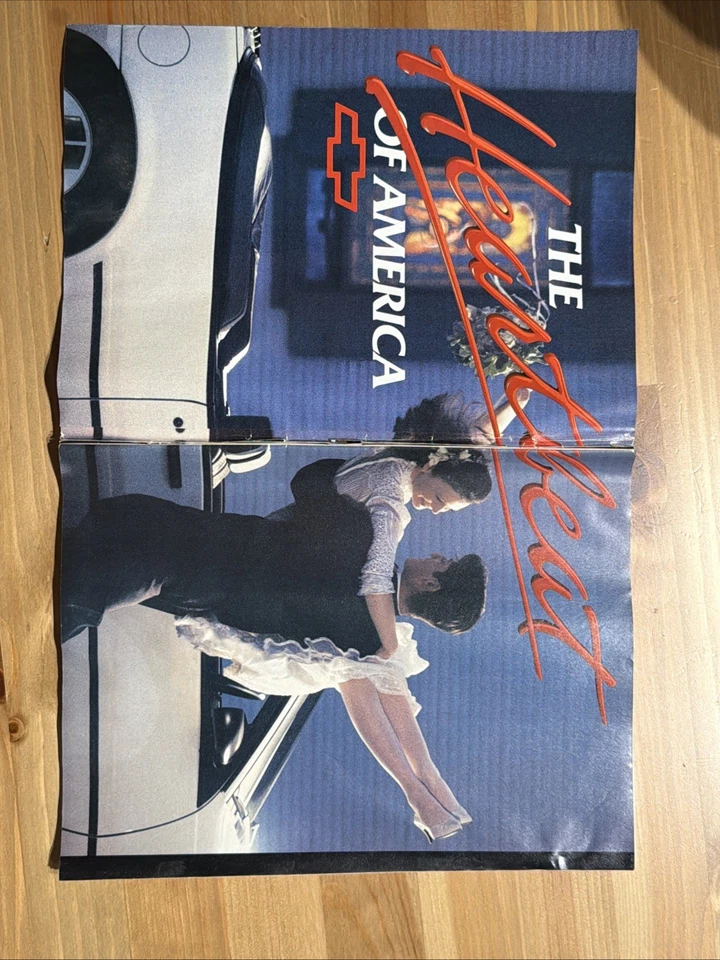 THE
Heartbeat
OF AMERICA